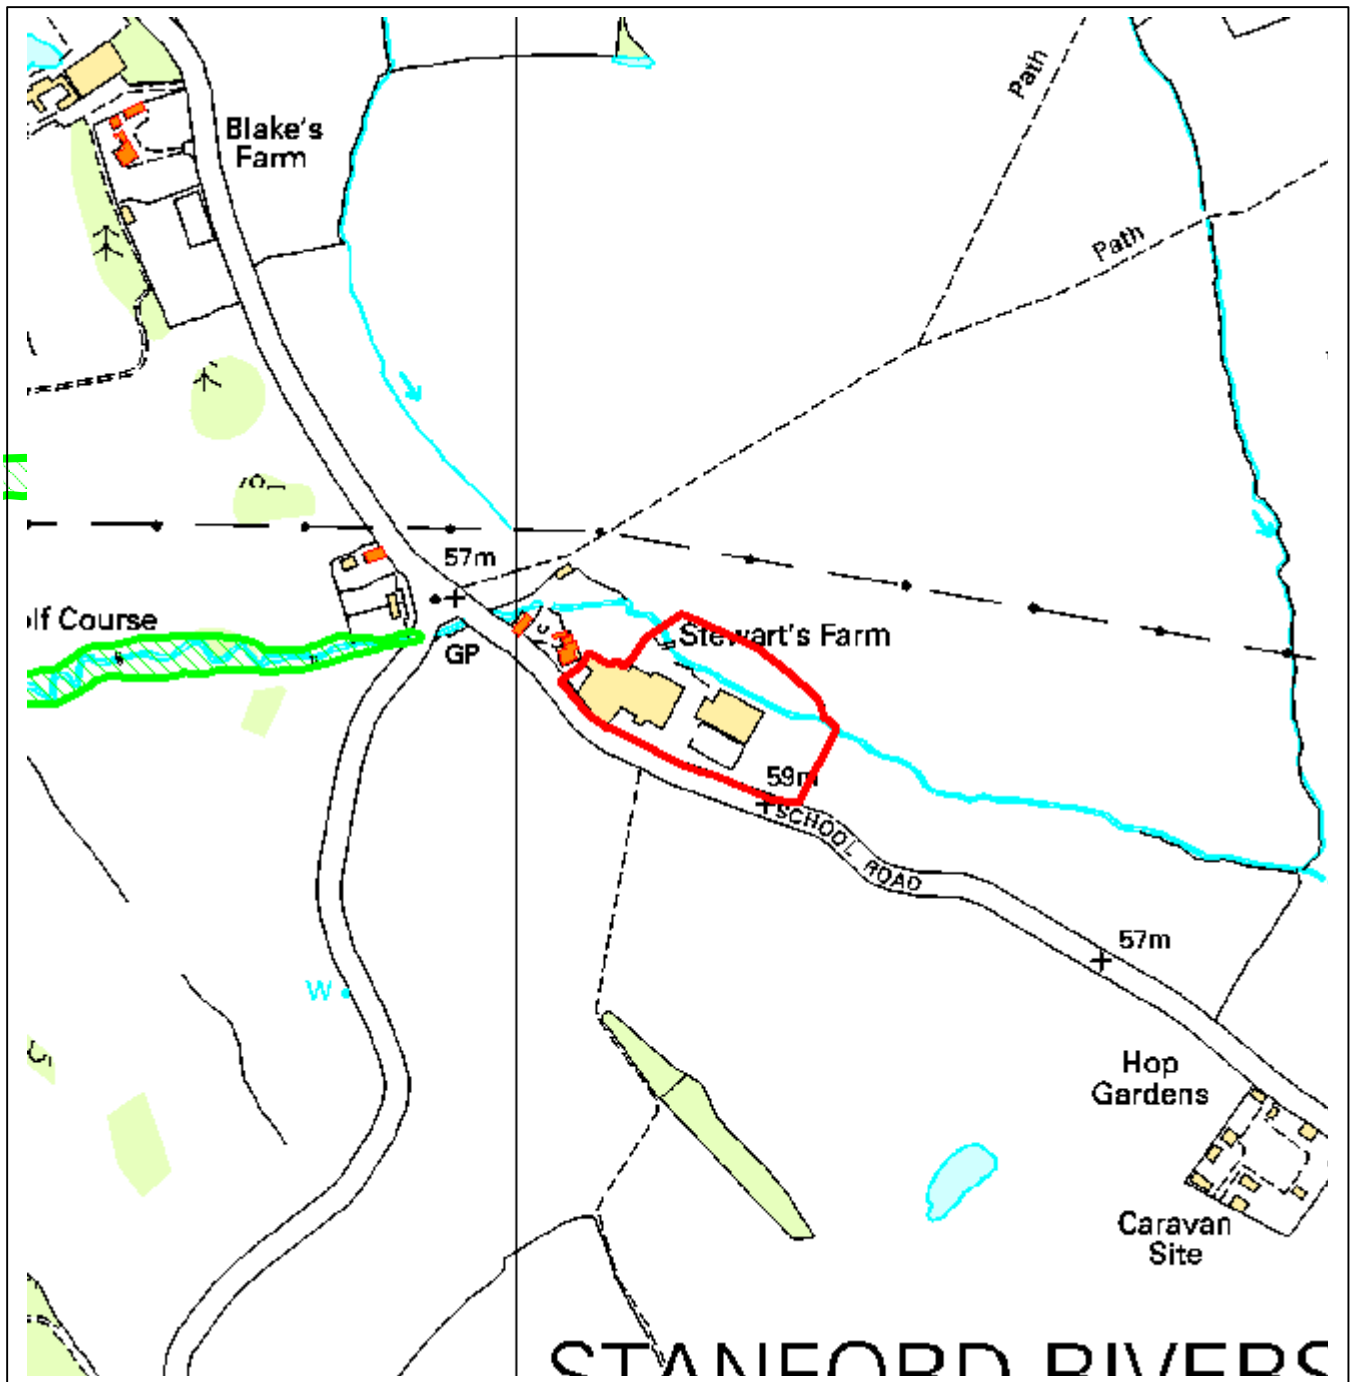 Path
Blake's
Farm
Path
57m
lf Course
GP
Stewart's Farm
59m
SCHOOL ROAD
57m
W
Hop
Gardens
Caravan
Site
STANFORD RIVERS